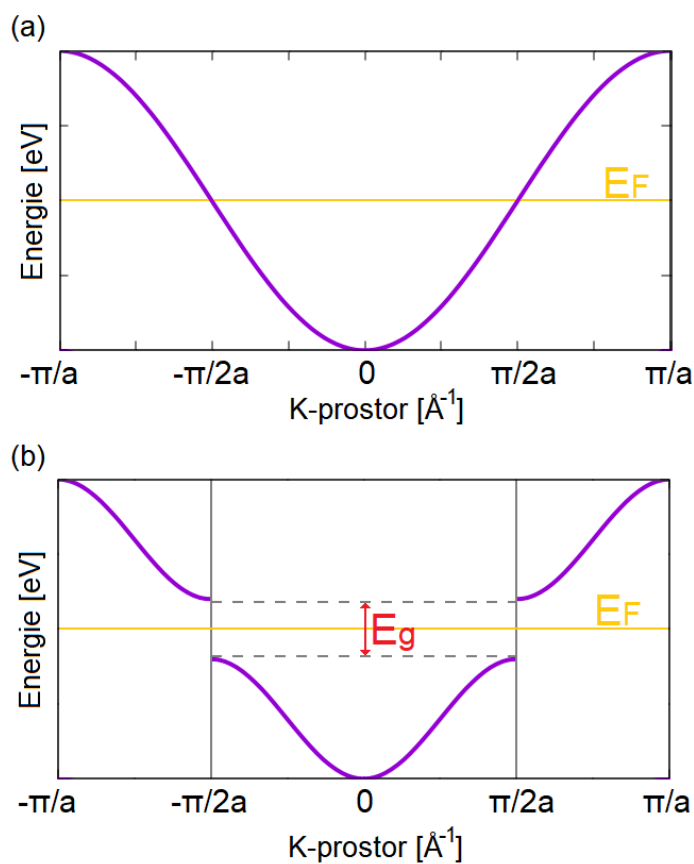 (a)
Energie [eV]
EF
-π/a -π/2a 0 π/2a π/a
K-prostor [Å-1]
(b)
Energie [eV]
Eg
EF
-π/a -π/2a 0 π/2a π/a
K-prostor [Å-1]